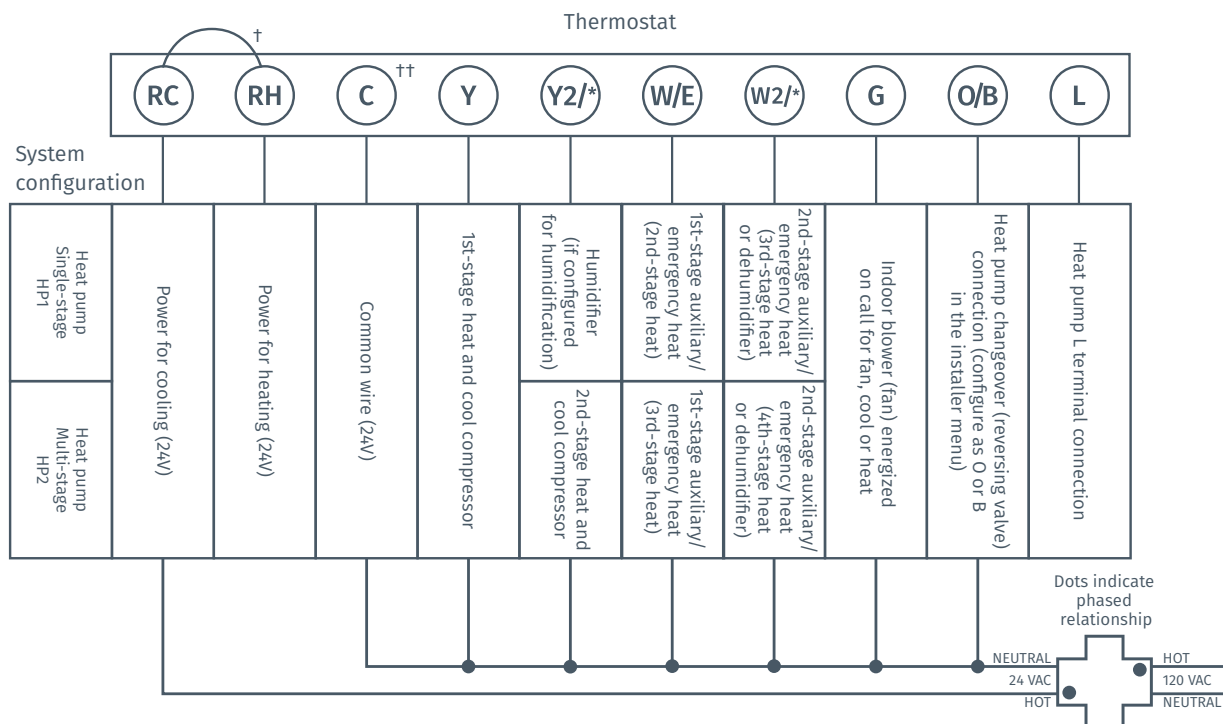 Thermostat
†
††
RC
RH
C
Y
Y2/*
W/E
W2/*
G
O/B
L
System
configuration
Heat pump
Single-stage
HP1
Heat pump
Multi-stage
HP2
Power for cooling (24V)
Power for heating (24V)
Common wire (24V)
1st-stage heat and cool compressor
Humidifier
(if configured
for humidification)
2nd-stage heat and
cool compressor
1st-stage auxiliary/
emergency heat
(2nd-stage heat)
1st-stage auxiliary/
emergency heat
(3rd-stage heat)
2nd-stage auxiliary/
emergency heat
(3rd-stage heat
or dehumidifier)
2nd-stage auxiliary/
emergency heat
(4th-stage heat
or dehumidifier)
Indoor blower (fan) energized
on call for fan, cool or heat
Heat pump changeover (reversing valve)
connection (configure as O or B
in the installer menu)
Heat pump L terminal connection
Dots indicate
phased
relationship
NEUTRAL
24 VAC
HOT
HOT
120 VAC
NEUTRAL